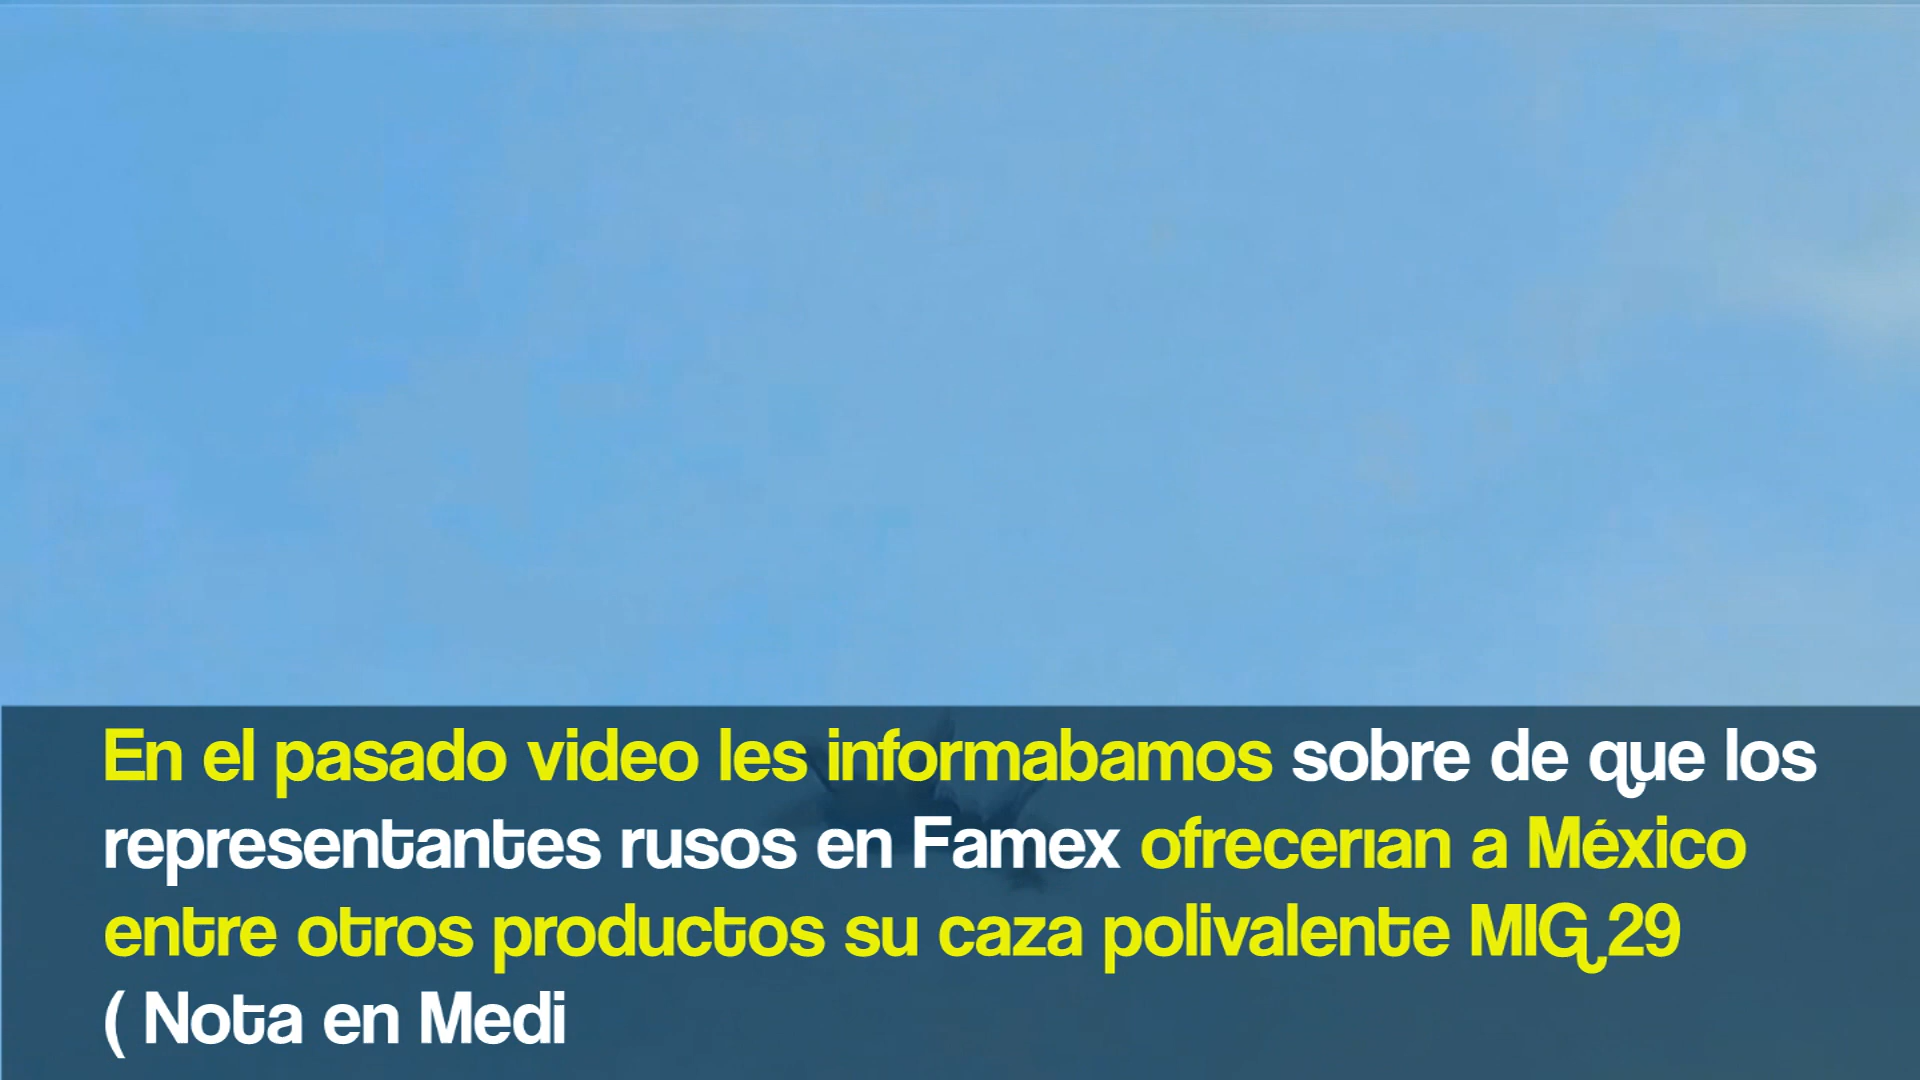 En el pasado video les informabamos sobre de que los
representantes rusos en Famex ofrecerıan a México
entre otros productos su caza polivalente MIG 29
( Nota en Medi